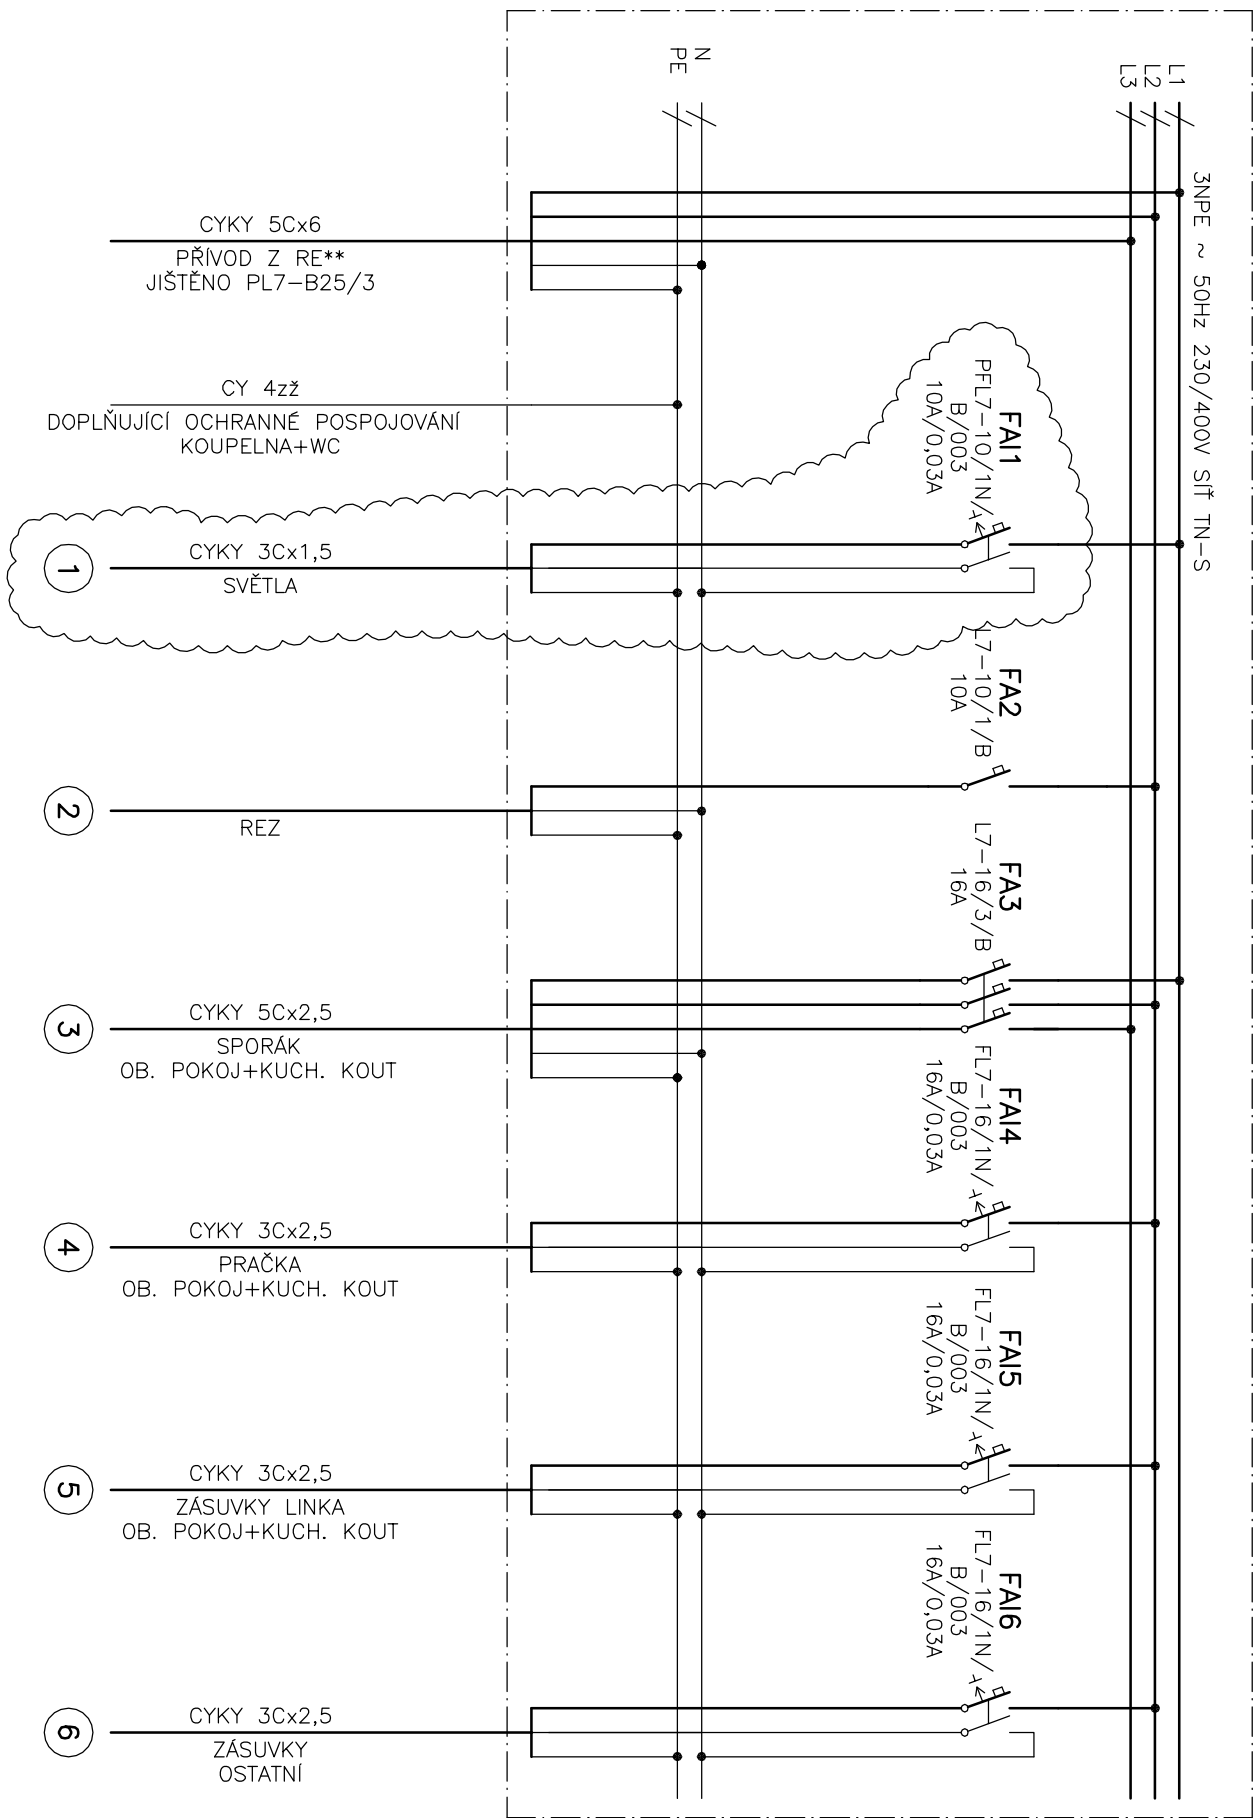 N
PE
L1
L2
L3
3NPE ~ 50Hz 230/400V SÍŤ TN-S
CYKY 5Cx6
PŘÍVOD Z RE**
JIŠTĚNO PL7-B25/3
CY 4zž
DOPLŇUJÍCÍ OCHRANNÉ POSPOJOVÁNÍ
KOUPELNA+WC
FAI1
PFL7-10/1N/
B/003
10A/0,03A
1
CYKY 3Cx1,5
SVĚTLA
FA2
L7-10/1/B
10A
2
REZ
FA3
L7-16/3/B
16A
3
CYKY 5Cx2,5
SPORÁK
OB. POKOJ+KUCH. KOUT
FAI4
FL7-16/1N/
B/003
16A/0,03A
4
CYKY 3Cx2,5
PRAČKA
OB. POKOJ+KUCH. KOUT
FAI5
FL7-16/1N/
B/003
16A/0,03A
5
CYKY 3Cx2,5
ZÁSUVKY LINKA
OB. POKOJ+KUCH. KOUT
FAI6
FL7-16/1N/
B/003
16A/0,03A
6
CYKY 3Cx2,5
ZÁSUVKY
OSTATNÍ